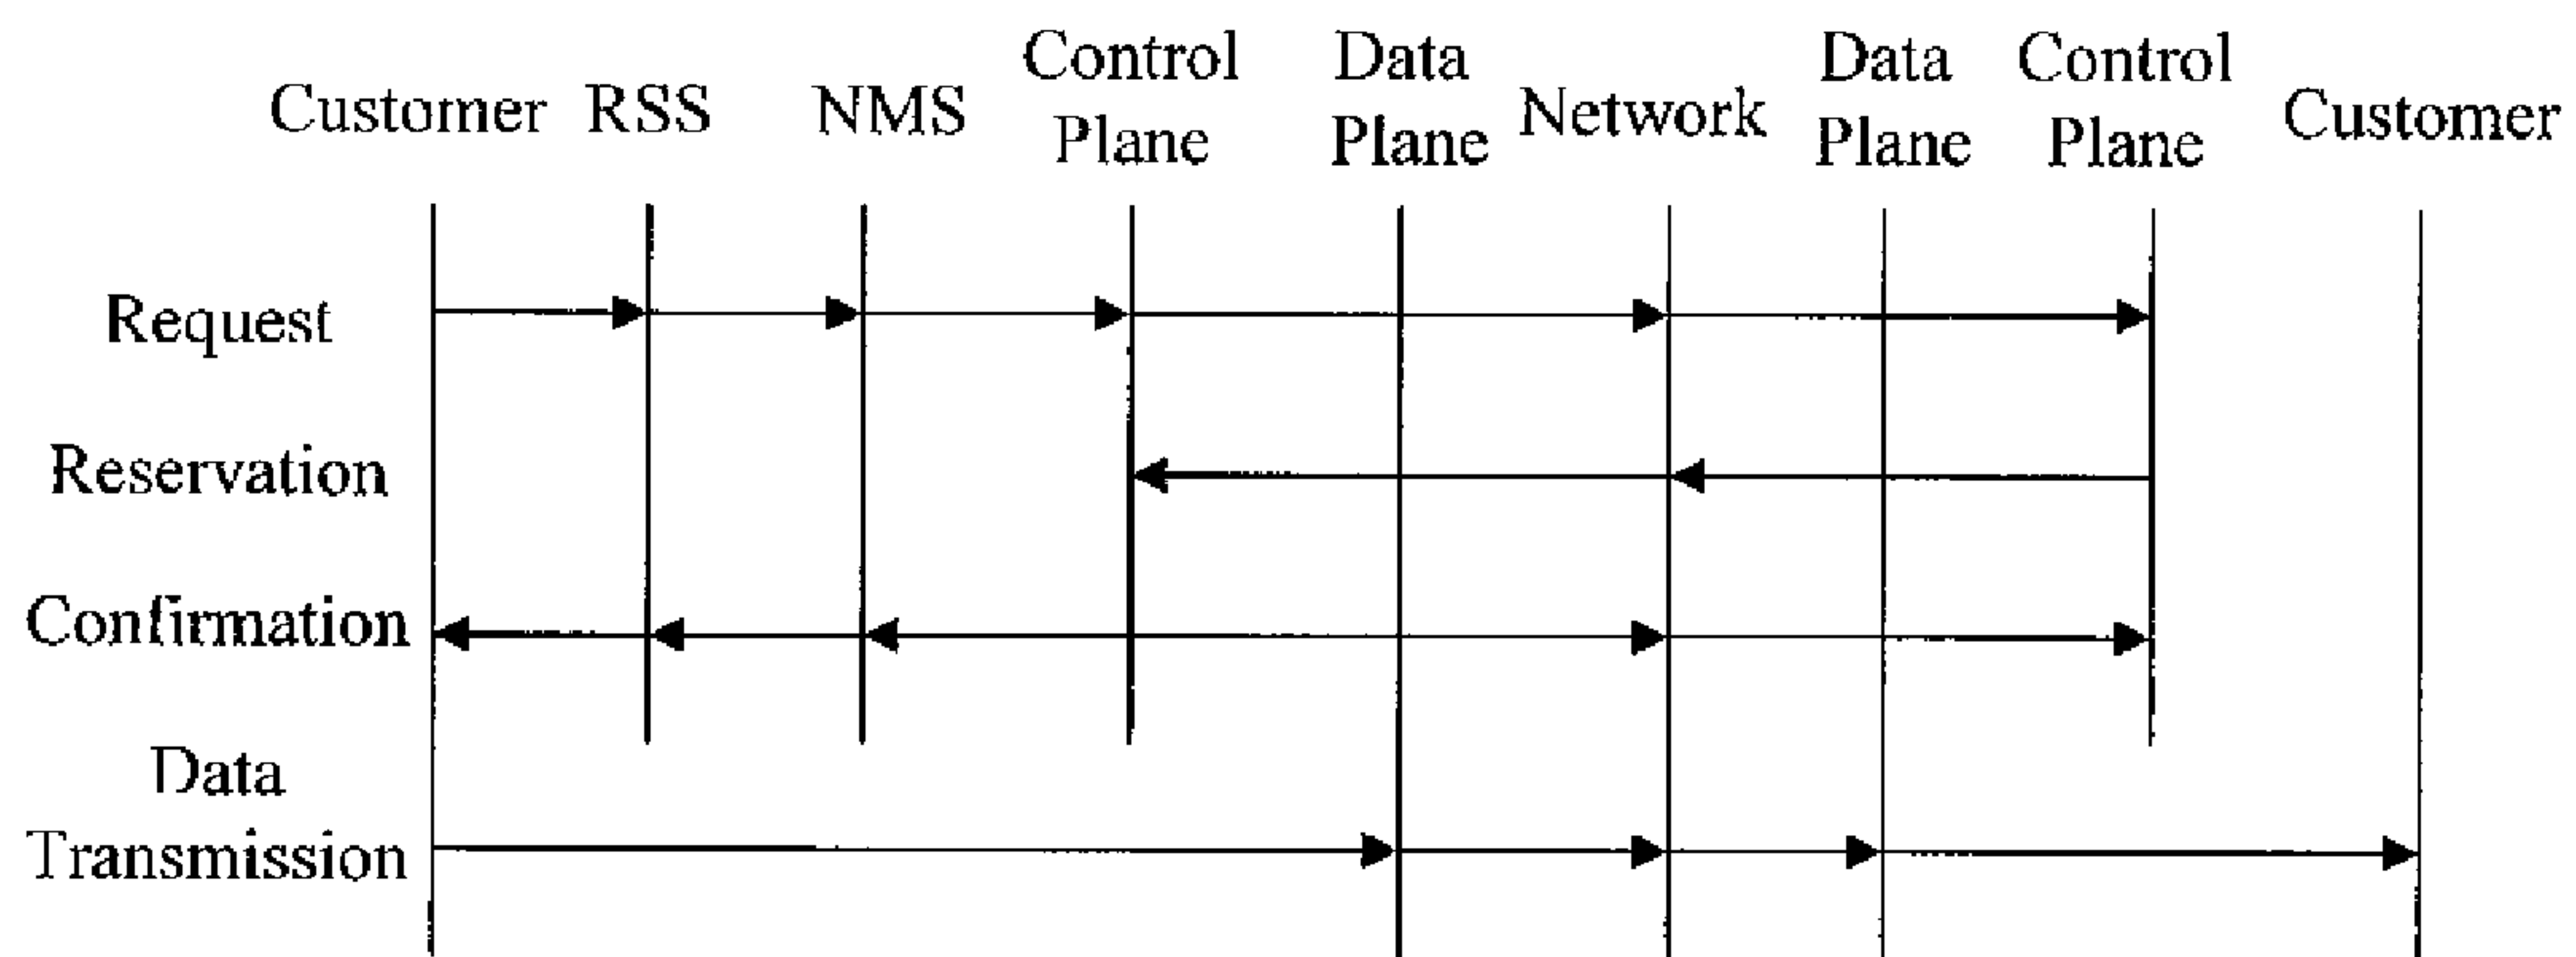 Customer RSS NMS Control Plane Data Plane Network Data Plane Control Plane Customer
Request
Reservation
Confirmation
Data
Transmission